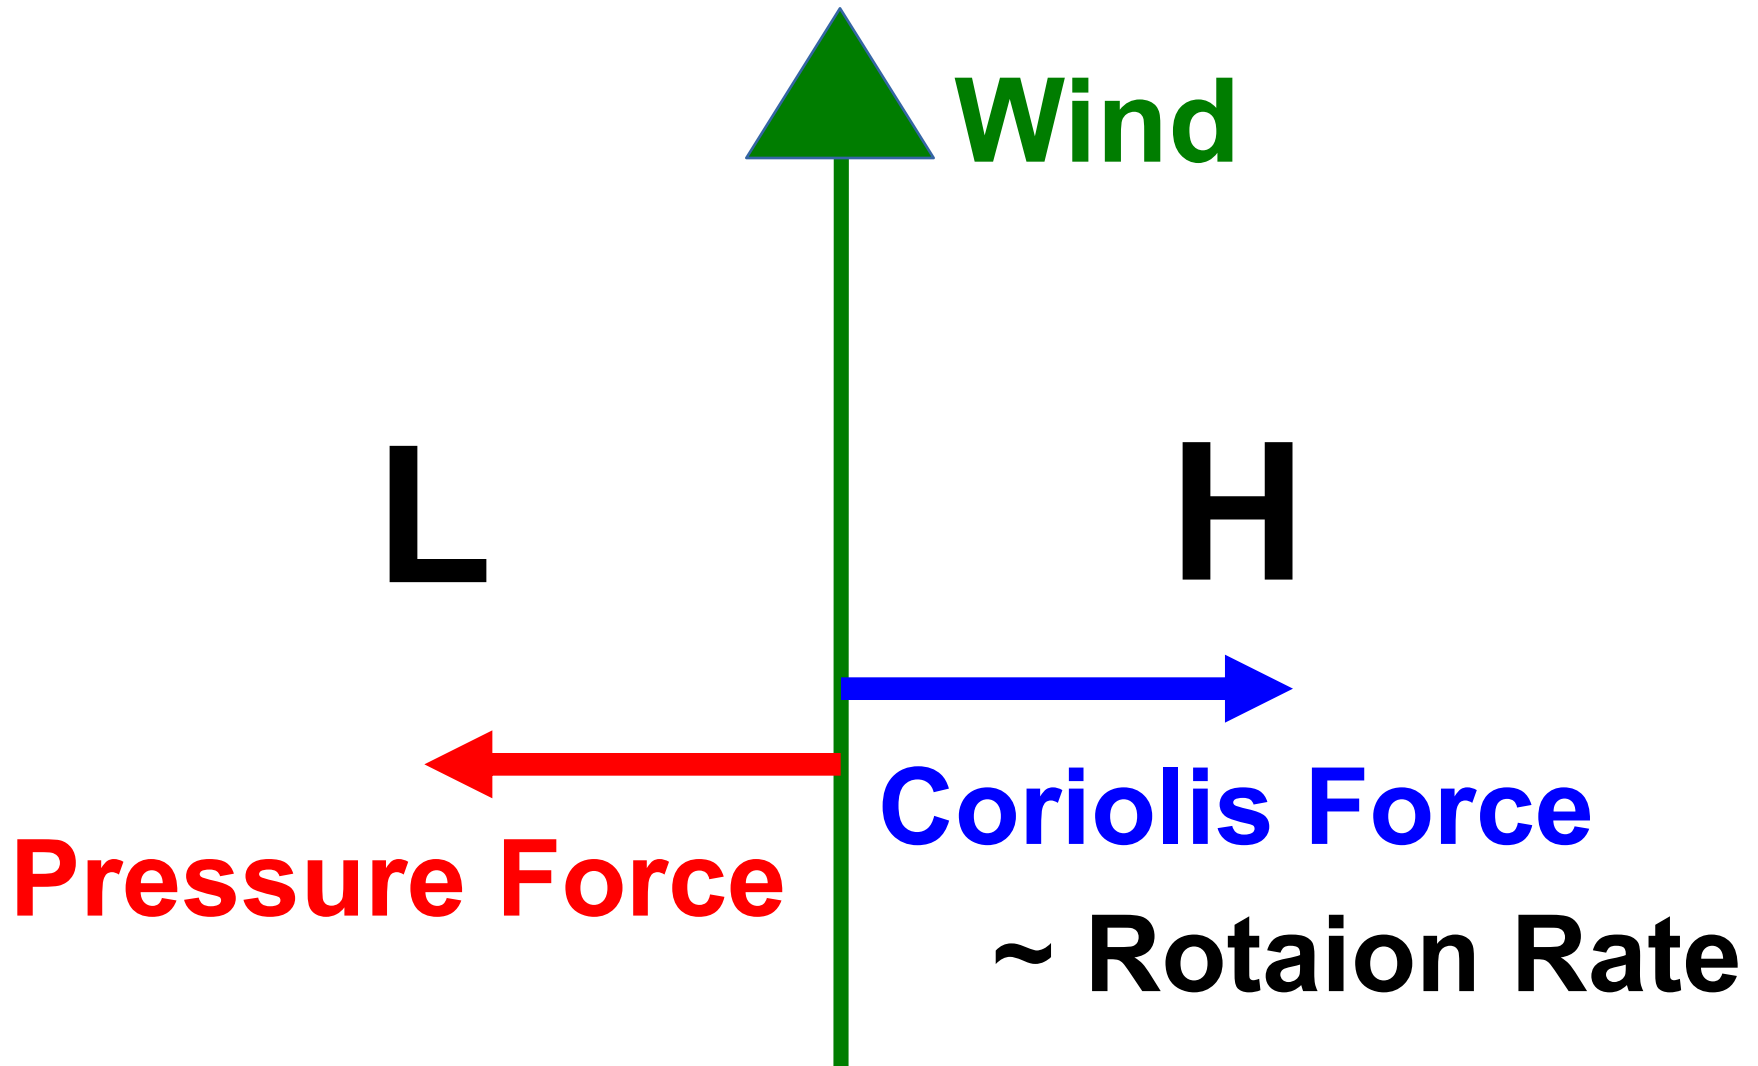 Wind
L H
Coriolis Force
Pressure Force
~ Rotaion Rate